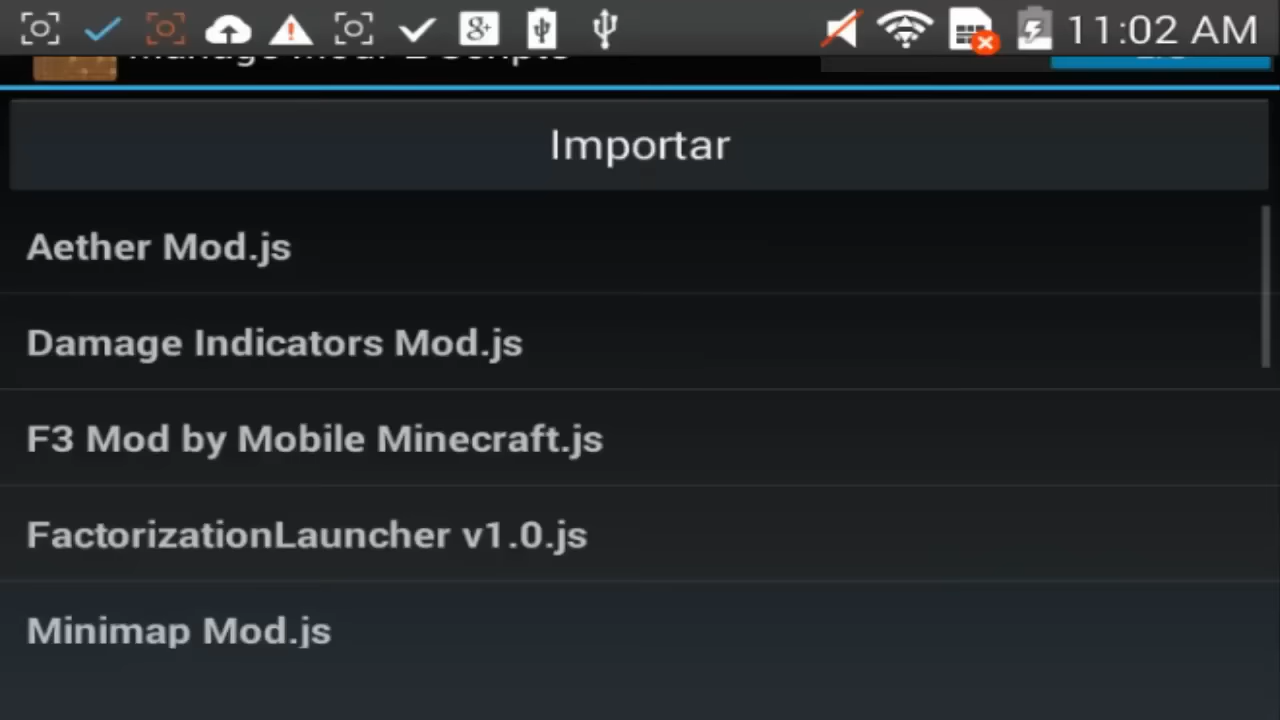 11:02 AM
Importar
Aether Mod.js
Damage Indicators Mod.js
F3 Mod by Mobile Minecraft.js
FactorizationLauncher v1.0.js
Minimap Mod.js